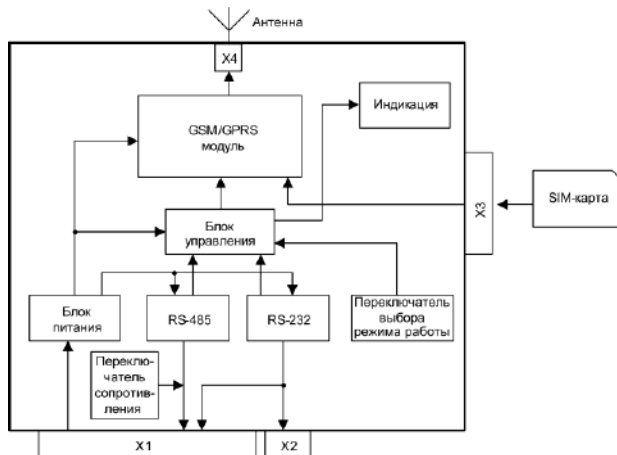 Антенна
X4
GSM/GPRS
модуль
Индикация
X3
SIM-карта
Блок
управления
Блок
питания
RS-485
RS-232
Переключатель
выбора
режима работы
Переклю-
чатель
сопротив-
ления
X1
X2